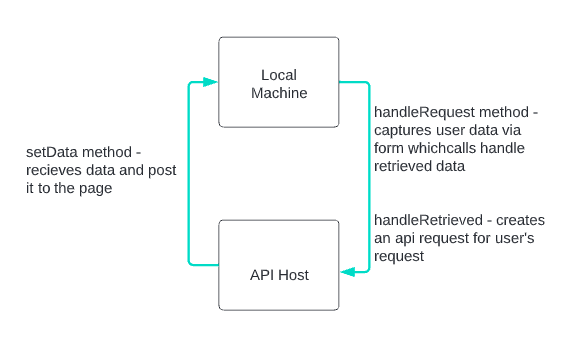 Local
Machine
handleRequest method -
captures user data via
form whichcalls handle
retrieved data
setData method -
recieves data and post
it to the page
handleRetrieved - creates
an api request for user's
request
API Host